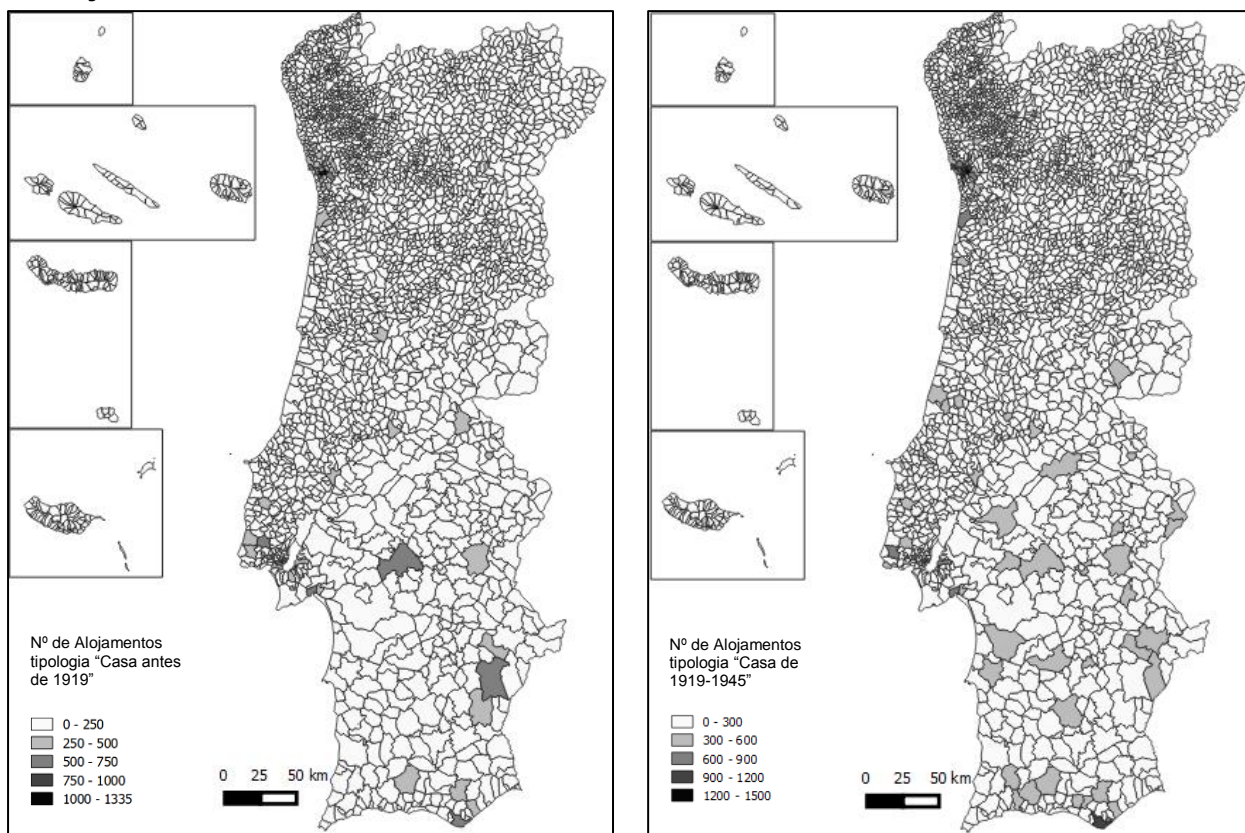 Nº de Alojamentos
tipologia “Casa antes
de 1919”
0 - 250
250 - 500
500 - 750
750 - 1000
1000 - 1335
0 25 50 km
Nº de Alojamentos
tipologia “Casa de
1919-1945”
0 - 300
300 - 600
600 - 900
900 - 1200
1200 - 1500
0 25 50 km